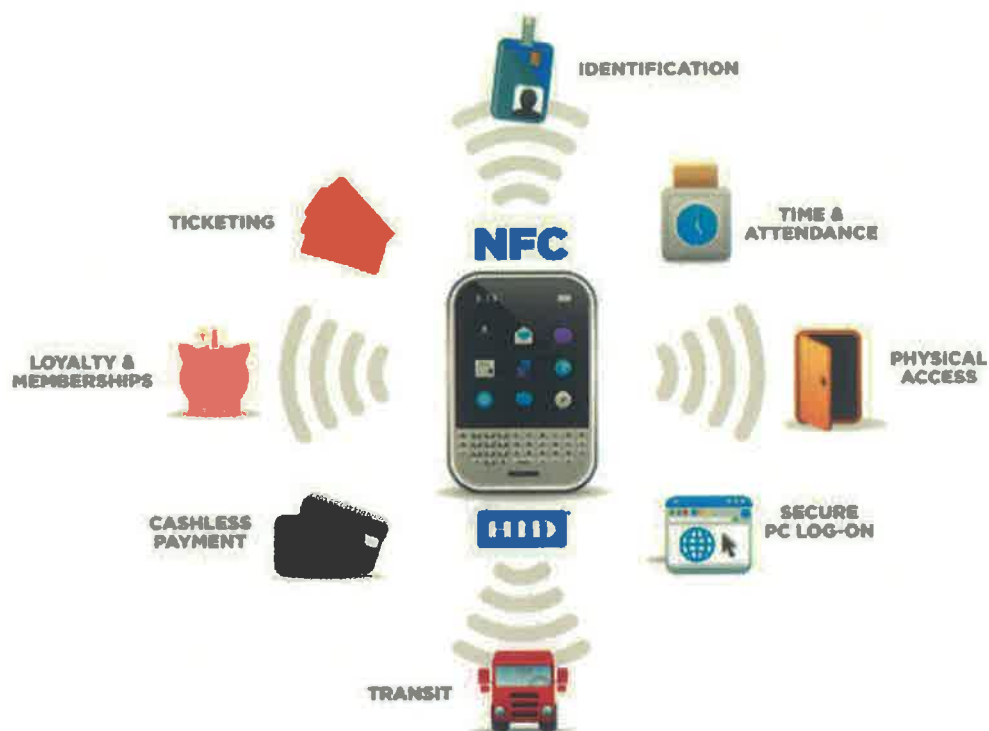 IDENTIFICATION
TICKETING
TIME &
ATTENDANCE
NFC
LOYALTY &
MEMBERSHIPS
PHYSICAL
ACCESS
CASHLESS
PAYMENT
HID
SECURE
PC LOG-ON
TRANSIT